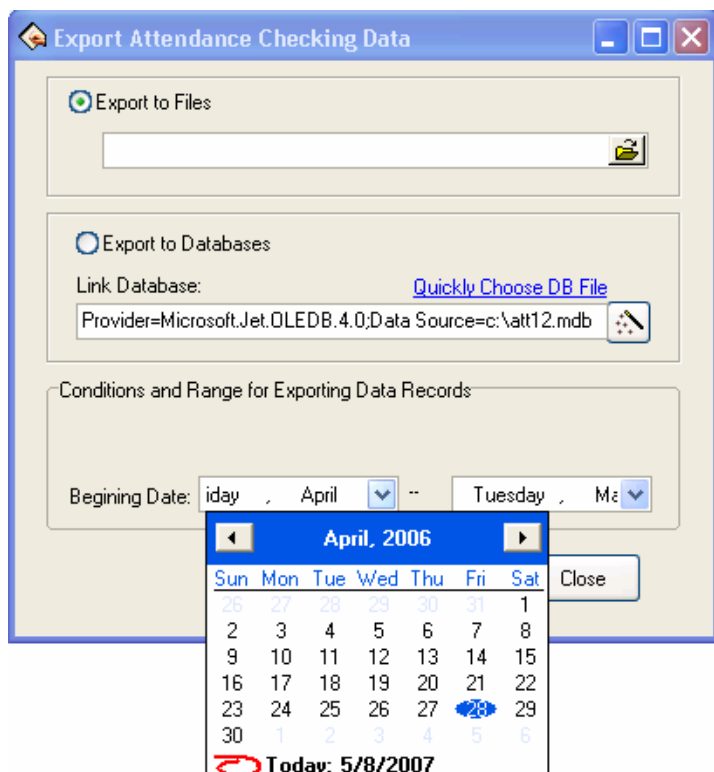 Export Attendance Checking Data
Export to Files
Export to Databases
Link Database: Quickly Choose DB File
Provider=Microsoft.Jet.OLEDB.4.0;Data Source=c:\att12.mdb
Conditions and Range for Exporting Data Records
Begining Date: iday , April -- Tuesday , Ma
April, 2006
Sun Mon Tue Wed Thu Fri Sat
26 27 28 29 30 31 1
2 3 4 5 6 7 8
Close
9 10 11 12 13 14 15
16 17 18 19 20 21 22
23 24 25 26 27 28 29
30 1 2 3 4 5 6
Today: 5/8/2007